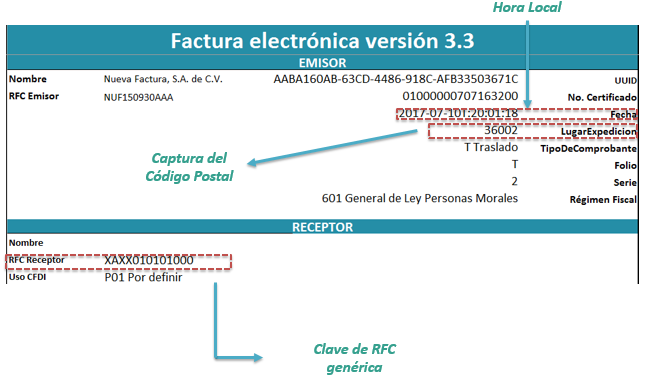 Hora Local
Factura electrónica versión 3.3
EMISOR
Nombre Nueva Factura, S.A. de C.V. AABA160AB-63CD-4486-918C-AFB33503671C UUID
RFC Emisor NUF150930AAA 01000000707163200 No. Certificado
2017-07-10T:20:01:18 Fecha
36002 LugarExpedicion
T Traslado TipoDeComprobante
T Folio
2 Serie
601 General de Ley Personas Morales Régimen Fiscal
Captura del
Código Postal
RECEPTOR
Nombre
RFC Receptor XAXX010101000
Uso CFDI P01 Por definir
Clave de RFC
genérica